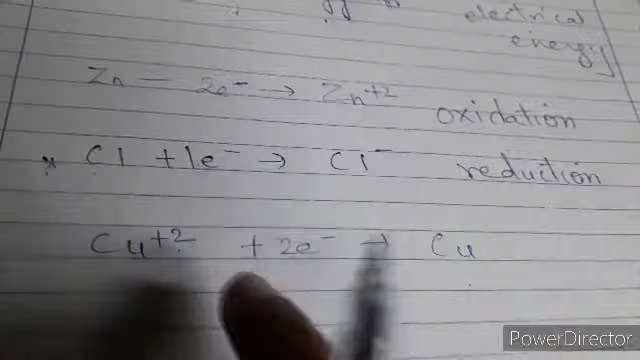 electrical
energy
Zn - 2e⁻ → Zn⁺²
oxidation
Cl + 1e⁻ → Cl⁻ reduction
Cu⁺² + 2e⁻ → Cu
PowerDirector